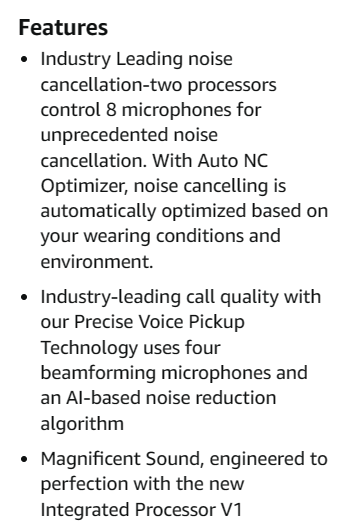 Features
• Industry Leading noise
cancellation-two processors
control 8 microphones for
unprecedented noise
cancellation. With Auto NC
Optimizer, noise cancelling is
automatically optimized based on
your wearing conditions and
environment.
• Industry-leading call quality with
our Precise Voice Pickup
Technology uses four
beamforming microphones and
an AI-based noise reduction
algorithm
• Magnificent Sound, engineered to
perfection with the new
Integrated Processor V1